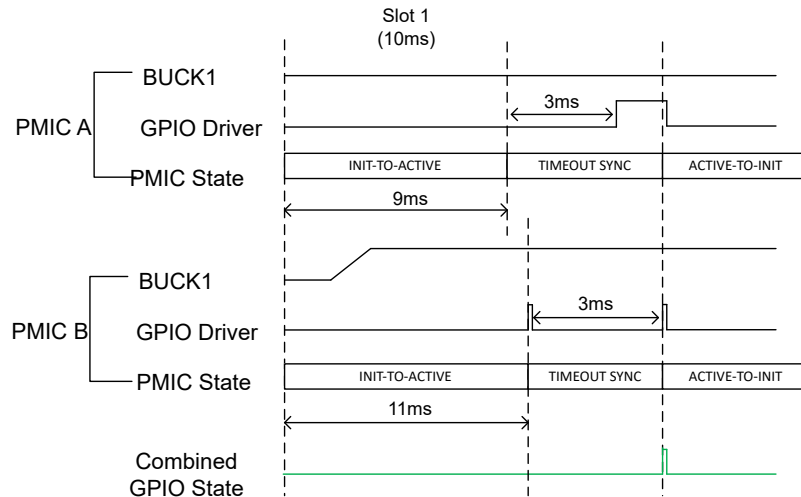 Slot 1
(10ms)
BUCK1
3ms
PMIC A
GPIO Driver
PMIC State
INIT-TO-ACTIVE
TIMEOUT SYNC
ACTIVE-TO-INIT
9ms
BUCK1
3ms
PMIC B
GPIO Driver
PMIC State
INIT-TO-ACTIVE
TIMEOUT SYNC
ACTIVE-TO-INIT
11ms
Combined
GPIO State